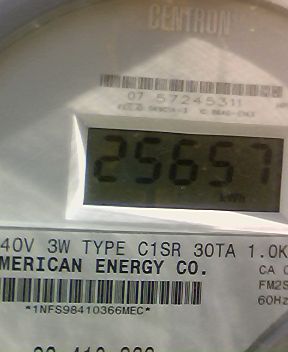 CENTRON
07 57245311
25657
kWh
40V 3W TYPE C1SR 30TA 1.0K
MERICAN ENERGY CO.
CA 0
FM2S
60Hz
*1NFS98410366MEC*